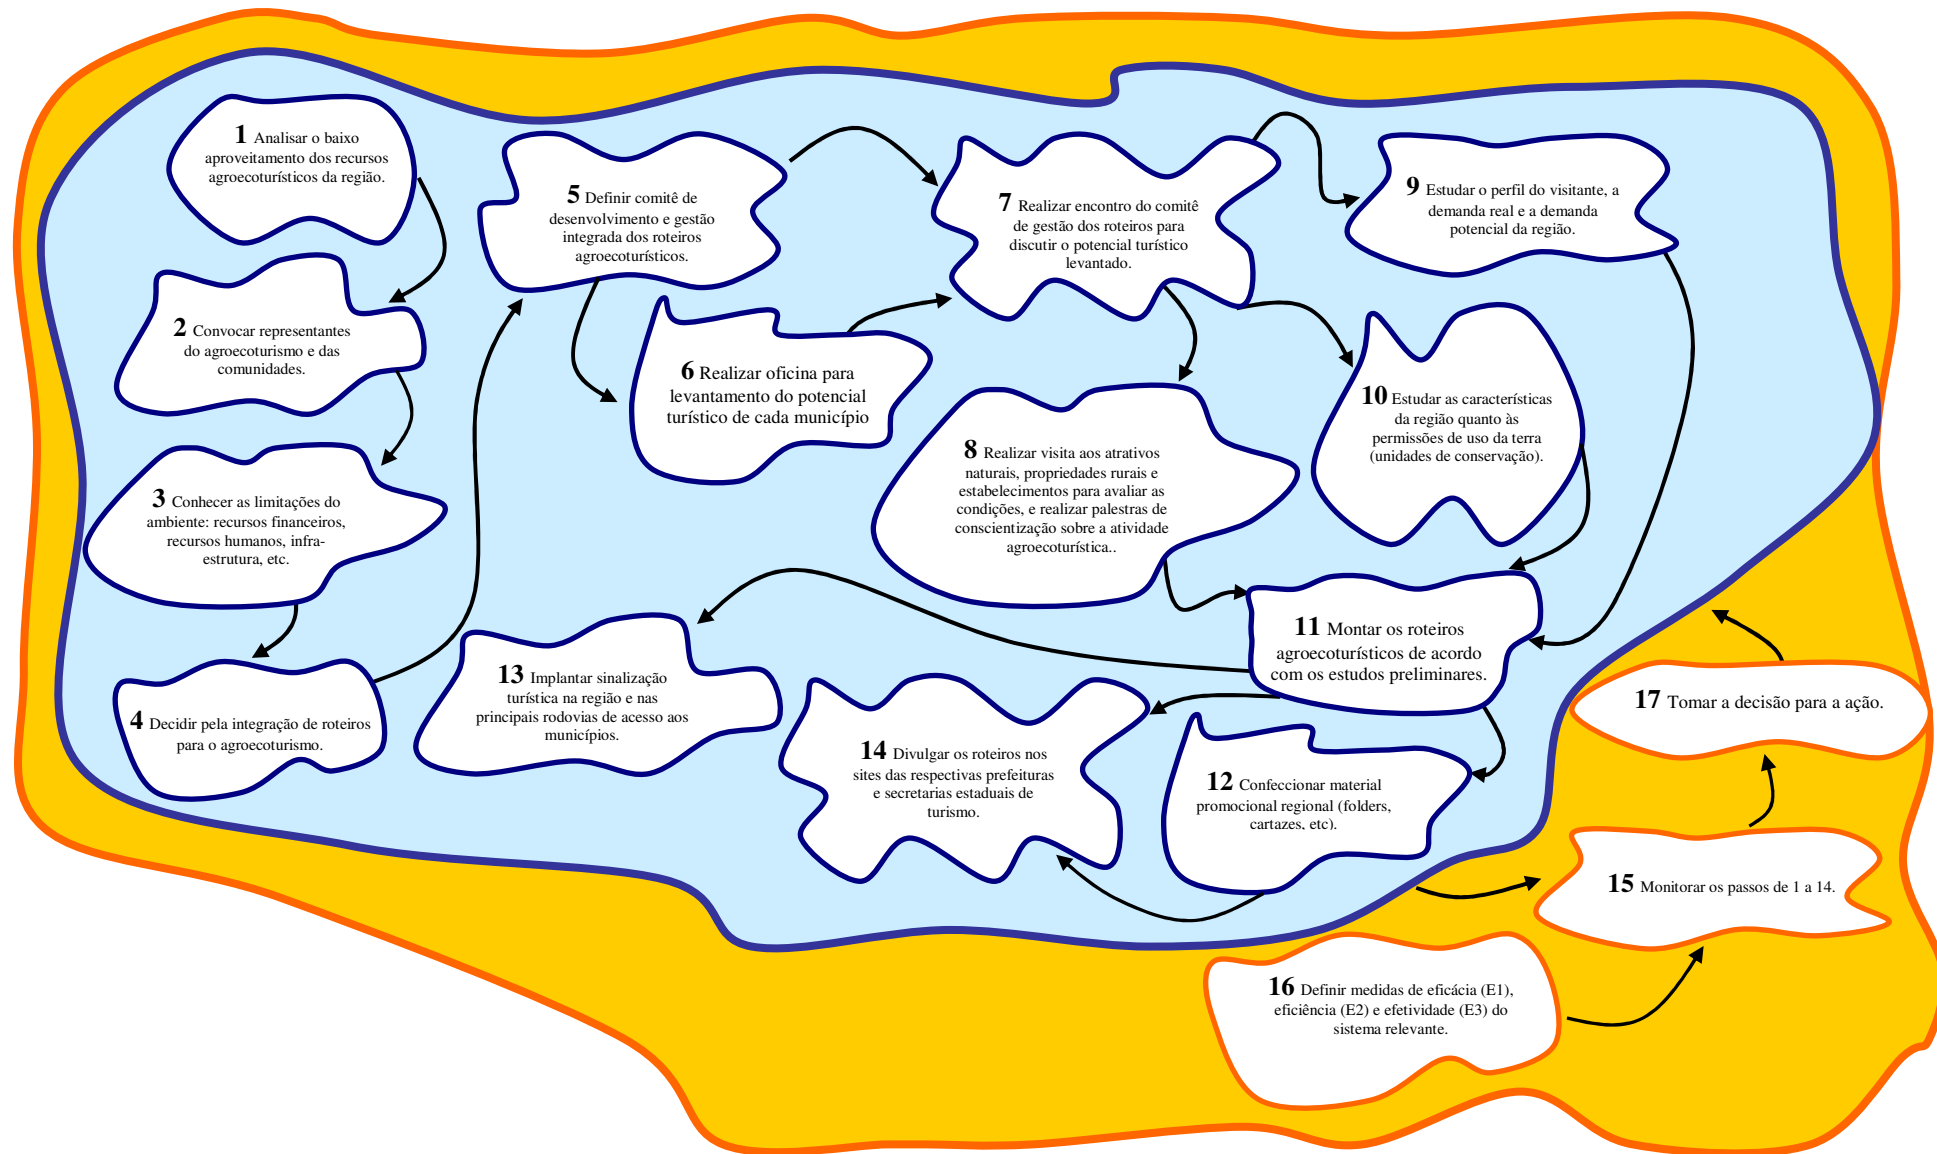 1 Analisar o baixo
aproveitamento dos recursos
agroecoturísticos da região.
2 Convocar representantes
do agroecoturismo e das
comunidades.
3 Conhecer as limitações do
ambiente: recursos financeiros,
recursos humanos, infra-
estrutura, etc.
4 Decidir pela integração de roteiros
para o agroecoturismo.
5 Definir comitê de
desenvolvimento e gestão
integrada dos roteiros
agroecoturísticos.
6 Realizar oficina para
levantamento do potencial
turístico de cada município
7 Realizar encontro do comitê
de gestão dos roteiros para
discutir o potencial turístico
levantado.
8 Realizar visita aos atrativos
naturais, propriedades rurais e
estabelecimentos para avaliar as
condições, e realizar palestras de
conscientização sobre a atividade
agroecoturística..
9 Estudar o perfil do visitante, a
demanda real e a demanda
potencial da região.
10 Estudar as características
da região quanto às
permissões de uso da terra
(unidades de conservação).
11 Montar os roteiros
agroecoturísticos de acordo
com os estudos preliminares.
13 Implantar sinalização
turística na região e nas
principais rodovias de acesso aos
municípios.
14 Divulgar os roteiros nos
sites das respectivas prefeituras
e secretarias estaduais de
turismo.
12 Confeccionar material
promocional regional (folders,
cartazes, etc).
17 Tomar a decisão para a ação.
15 Monitorar os passos de 1 a 14.
16 Definir medidas de eficácia (E1),
eficiência (E2) e efetividade (E3) do
sistema relevante.